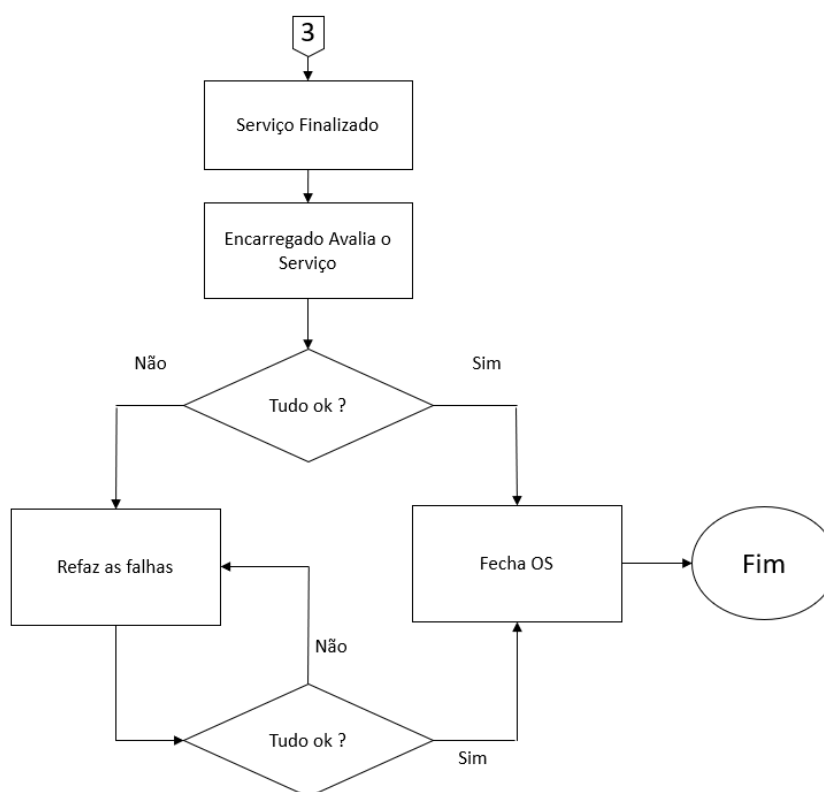 3
Serviço Finalizado
Encarregado Avalia o
Serviço
Não
Sim
Tudo ok ?
Refaz as falhas
Fecha OS
Fim
Não
Tudo ok ?
Sim